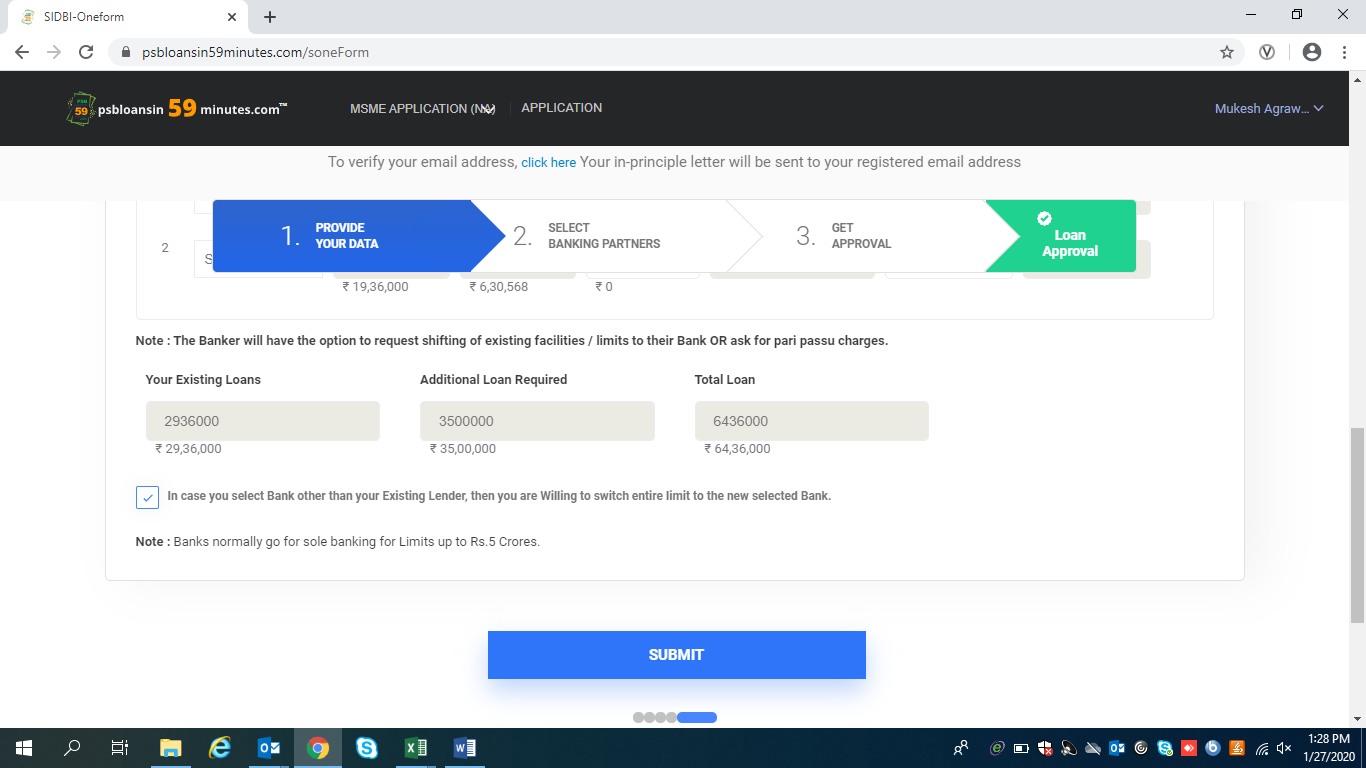 SIDBI-Oneform
psbloansin59minutes.com/soneForm
PSB 59 psbloansin 59 minutes.com™
MSME APPLICATION (N
APPLICATION
Mukesh Agraw...
To verify your email address, click here Your in-principle letter will be sent to your registered email address
1. PROVIDE YOUR DATA
2. SELECT BANKING PARTNERS
3. GET APPROVAL
Loan Approval
2
S
₹ 19,36,000 ₹ 6,30,568 ₹ 0
Note : The Banker will have the option to request shifting of existing facilities / limits to their Bank OR ask for pari passu charges.
Your Existing Loans Additional Loan Required Total Loan
2936000 3500000 6436000
₹ 29,36,000 ₹ 35,00,000 ₹ 64,36,000
In case you select Bank other than your Existing Lender, then you are Willing to switch entire limit to the new selected Bank.
Note : Banks normally go for sole banking for Limits up to Rs.5 Crores.
SUBMIT
1:28 PM
1/27/2020